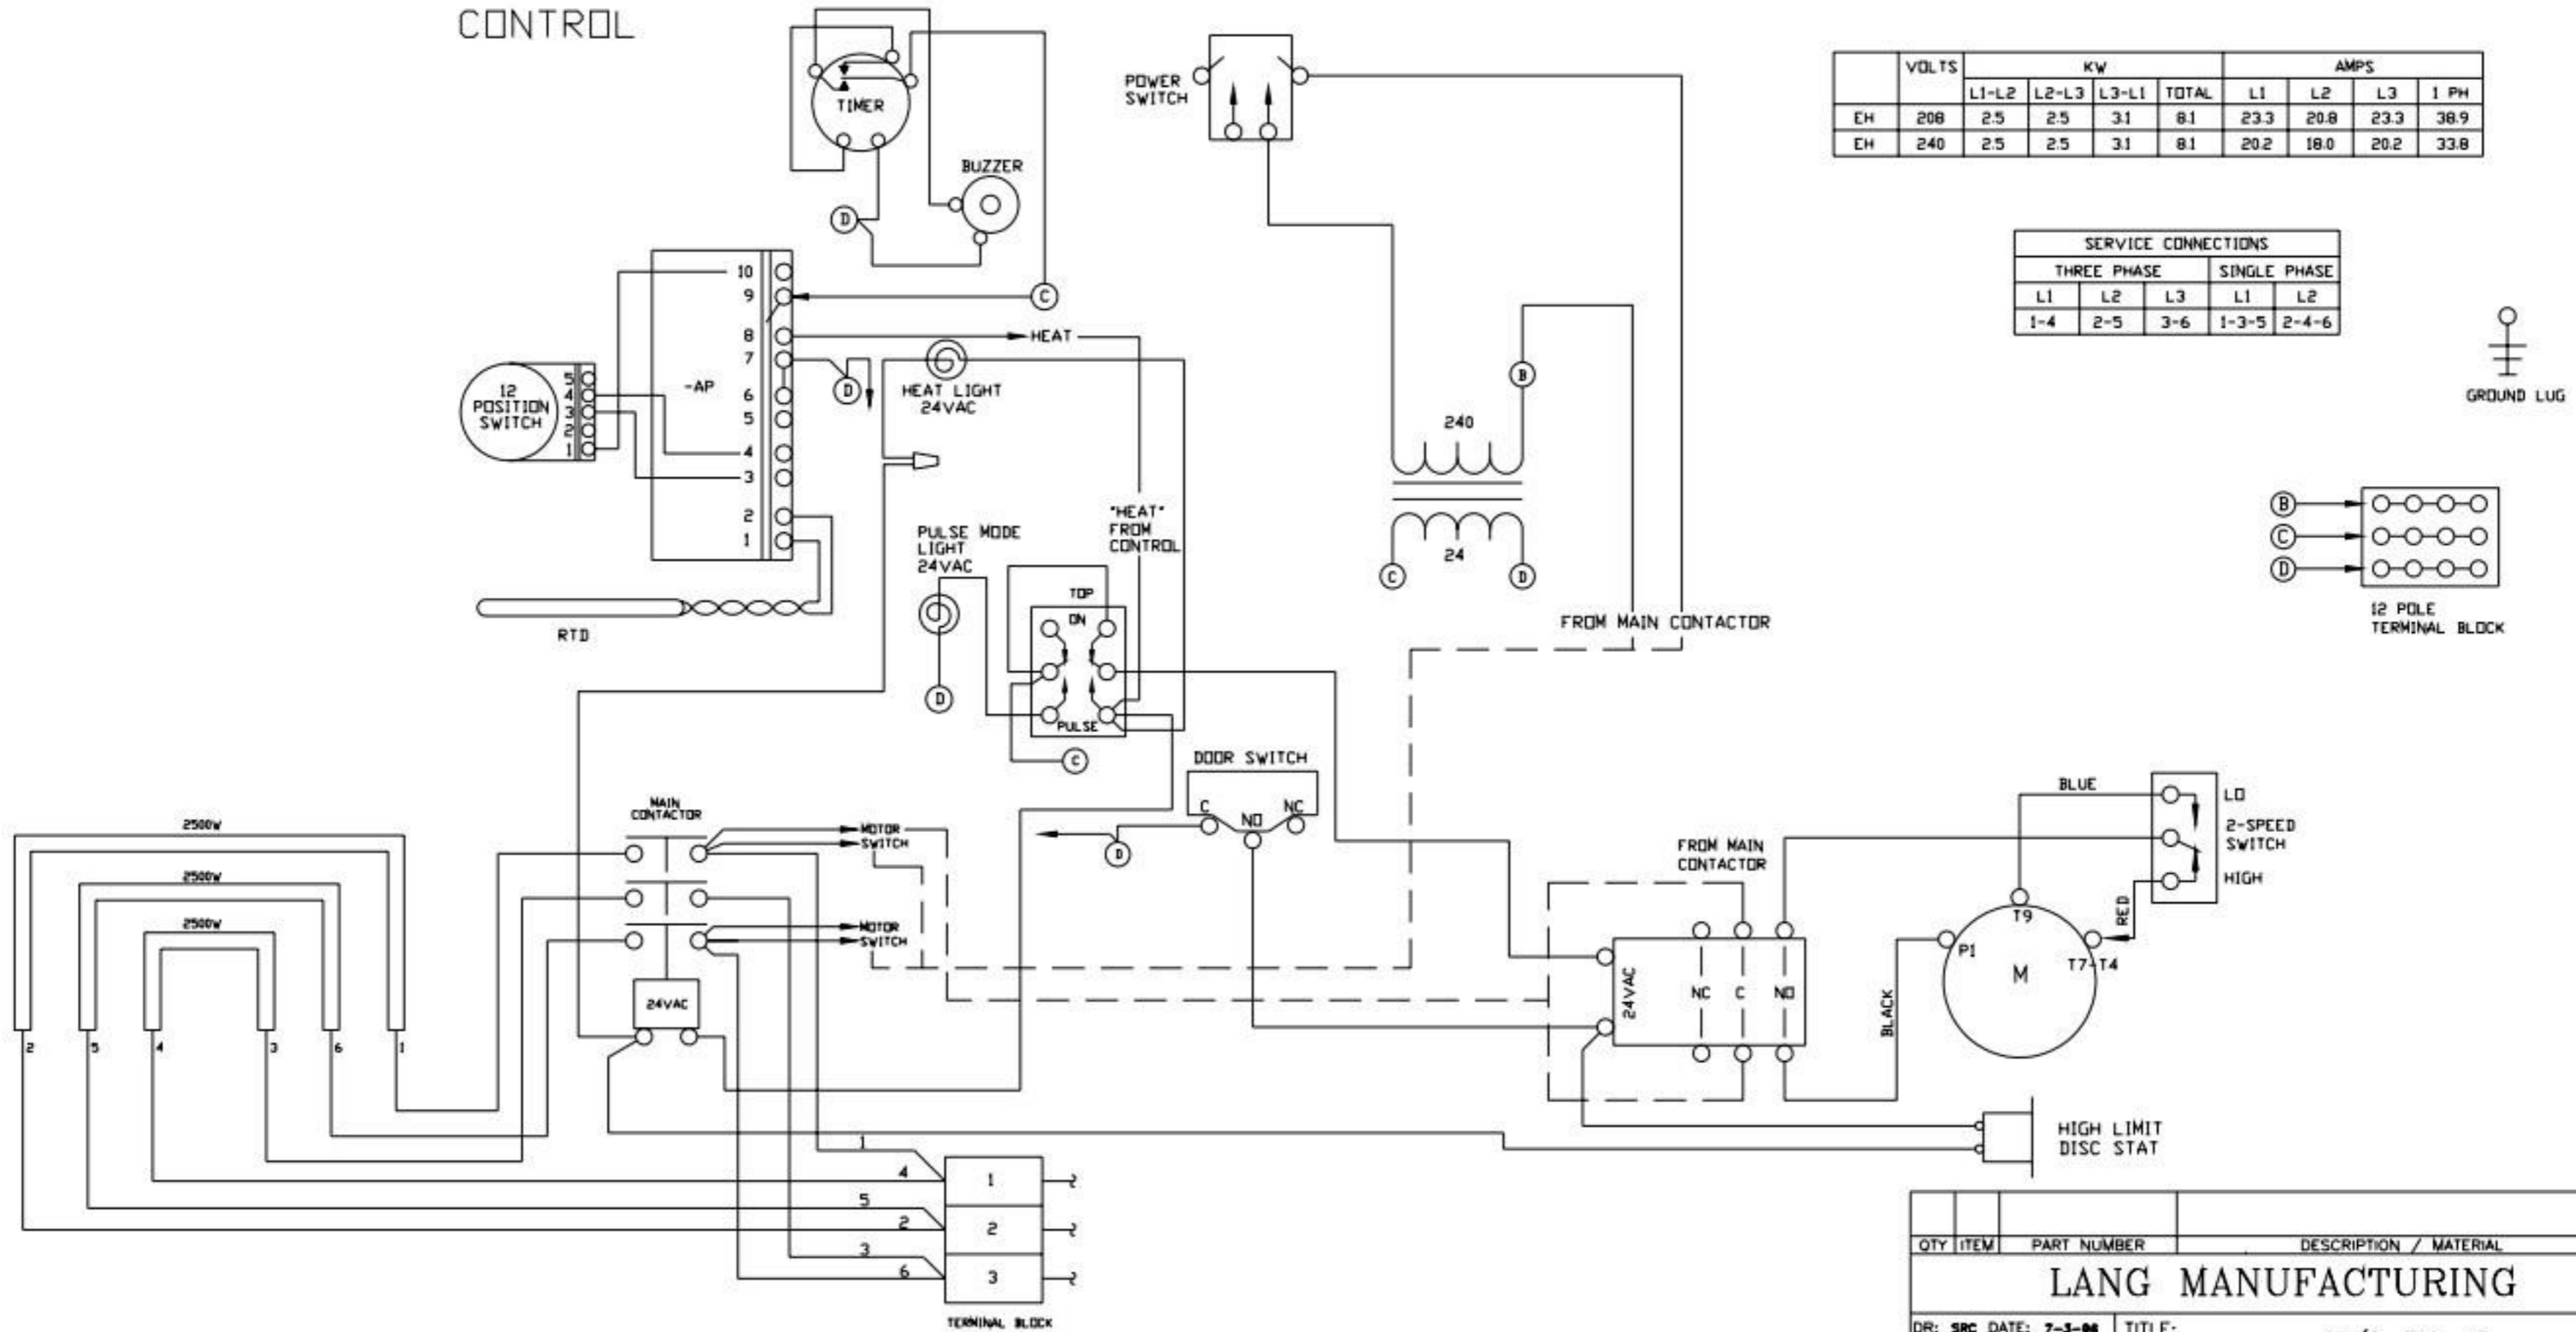 CONTROL
TIMER
BUZZER
D
C
POWER
SWITCH
VOLTS KW AMPS
L1-L2 L2-L3 L3-L1 TOTAL L1 L2 L3 1 PH
EH 208 2.5 2.5 3.1 8.1 23.3 20.8 23.3 38.9
EH 240 2.5 2.5 3.1 8.1 20.2 18.0 20.2 33.8
SERVICE CONNECTIONS
THREE PHASE SINGLE PHASE
L1 L2 L3 L1 L2
1-4 2-5 3-6 1-3-5 2-4-6
GROUND LUG
10
9
8
7
6
5
4
3
2
1
-AP
HEAT
D
HEAT LIGHT
24VAC
12
POSITION
SWITCH
5
4
3
2
1
RTD
B
240
24
C
D
FROM MAIN CONTACTOR
B
C
D
12 POLE
TERMINAL BLOCK
PULSE MODE
LIGHT
24VAC
D
"HEAT"
FROM
CONTROL
TOP
ON
PULSE
C
DOOR SWITCH
C
NO
NC
D
MAIN
CONTACTOR
MOTOR
SWITCH
MOTOR
SWITCH
24VAC
2500W
2500W
2500W
2
5
4
3
6
1
FROM MAIN
CONTACTOR
24VAC
NC C NO
BLUE
LO
2-SPEED
SWITCH
HIGH
RED
T9
P1
T7-T4
M
BLACK
HIGH LIMIT
DISC STAT
1
4
5
2
3
6
1
2
3
TERMINAL BLOCK
QTY ITEM PART NUMBER DESCRIPTION / MATERIAL
LANG MANUFACTURING
DR: SRC DATE: 7-3-96 TITLE: